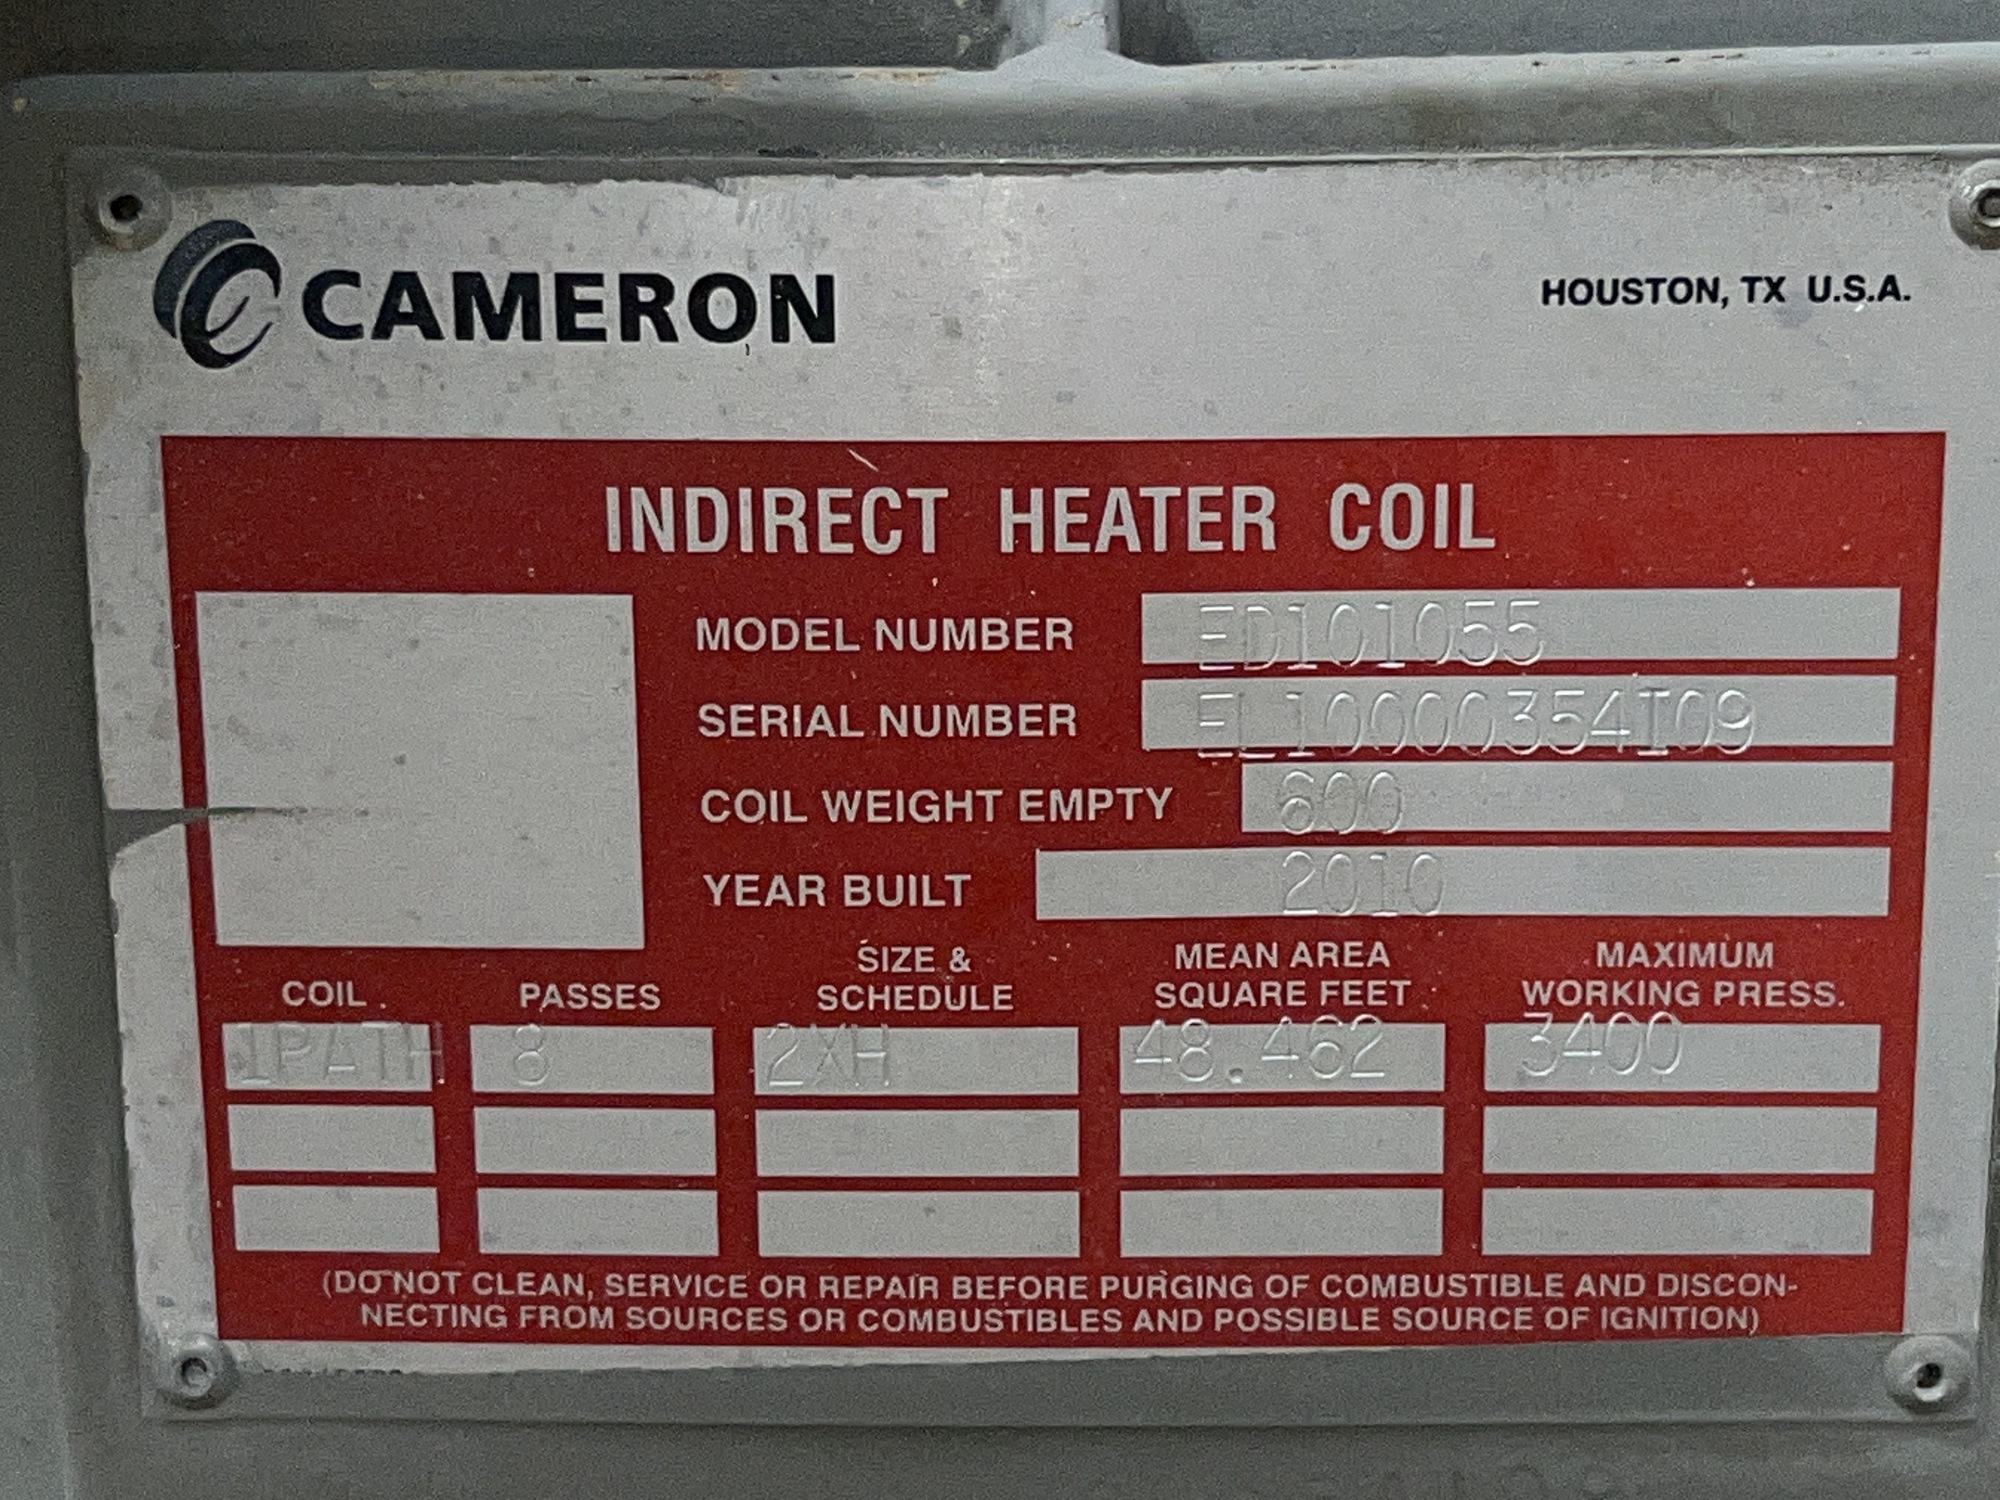 CAMERON
HOUSTON, TX U.S.A.
INDIRECT HEATER COIL
MODEL NUMBER ED101055
SERIAL NUMBER EL10000354I09
COIL WEIGHT EMPTY 600
YEAR BUILT 2010
COIL PASSES SIZE & SCHEDULE MEAN AREA SQUARE FEET MAXIMUM WORKING PRESS.
1PATH 8 2XH 48.462 3400
(DO NOT CLEAN, SERVICE OR REPAIR BEFORE PURGING OF COMBUSTIBLE AND DISCON-
NECTING FROM SOURCES OR COMBUSTIBLES AND POSSIBLE SOURCE OF IGNITION)